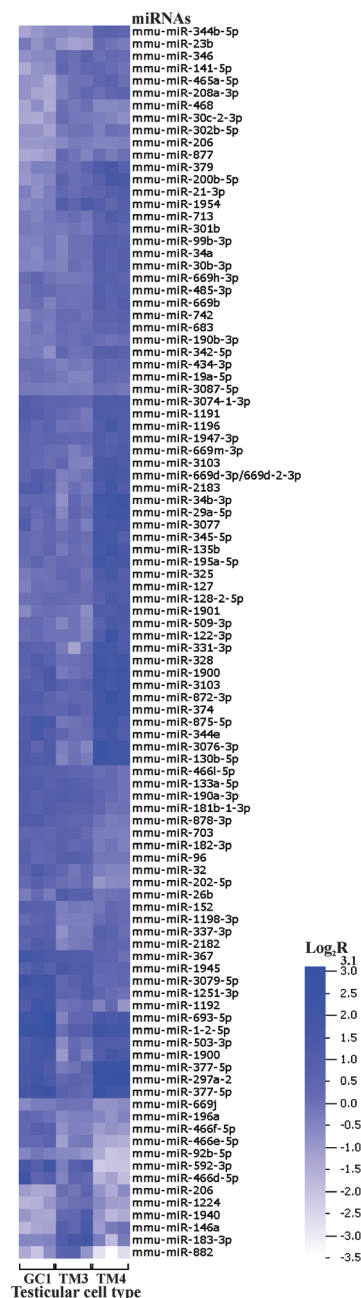 miRNAs
mmu-miR-344b-5p
mmu-miR-23b
mmu-miR-346
mmu-miR-141-5p
mmu-miR-465a-5p
mmu-miR-208a-3p
mmu-miR-468
mmu-miR-30c-2-3p
mmu-miR-302b-5p
mmu-miR-206
mmu-miR-877
mmu-miR-379
mmu-miR-200b-5p
mmu-miR-21-3p
mmu-miR-1954
mmu-miR-713
mmu-miR-301b
mmu-miR-99b-3p
mmu-miR-34a
mmu-miR-30b-3p
mmu-miR-669h-3p
mmu-miR-485-3p
mmu-miR-669b
mmu-miR-742
mmu-miR-683
mmu-miR-190b-3p
mmu-miR-342-5p
mmu-miR-434-3p
mmu-miR-19a-5p
mmu-miR-3087-5p
mmu-miR-3074-1-3p
mmu-miR-1191
mmu-miR-1196
mmu-miR-1947-3p
mmu-miR-669m-3p
mmu-miR-3103
mmu-miR-669d-3p/669d-2-3p
mmu-miR-2183
mmu-miR-34b-3p
mmu-miR-29a-5p
mmu-miR-3077
mmu-miR-345-5p
mmu-miR-135b
mmu-miR-195a-5p
mmu-miR-325
mmu-miR-127
mmu-miR-128-2-5p
mmu-miR-1901
mmu-miR-509-3p
mmu-miR-122-3p
mmu-miR-331-3p
mmu-miR-328
mmu-miR-1900
mmu-miR-3103
mmu-miR-872-3p
mmu-miR-374
mmu-miR-875-5p
mmu-miR-344e
mmu-miR-3076-3p
mmu-miR-130b-5p
mmu-miR-466l-5p
mmu-miR-133a-5p
mmu-miR-190a-3p
mmu-miR-181b-1-3p
mmu-miR-878-3p
mmu-miR-703
mmu-miR-182-3p
mmu-miR-96
mmu-miR-32
mmu-miR-202-5p
mmu-miR-26b
mmu-miR-152
mmu-miR-1198-3p
mmu-miR-337-3p
mmu-miR-2182
mmu-miR-367
mmu-miR-1945
mmu-miR-3079-5p
mmu-miR-1251-3p
mmu-miR-1192
mmu-miR-693-5p
mmu-miR-1-2-5p
mmu-miR-503-3p
mmu-miR-1900
mmu-miR-377-5p
mmu-miR-297a-2
mmu-miR-377-5p
mmu-miR-669j
mmu-miR-196a
mmu-miR-466f-5p
mmu-miR-466e-5p
mmu-miR-92b-5p
mmu-miR-592-3p
mmu-miR-466d-5p
mmu-miR-206
mmu-miR-1224
mmu-miR-1940
mmu-miR-146a
mmu-miR-183-3p
mmu-miR-882
GC1 TM3 TM4
Testicular cell type
Log₂R
3.1
3.0
2.5
2.0
1.5
1.0
0.5
0.0
-0.5
-1.0
-1.5
-2.0
-2.5
-3.0
-3.5